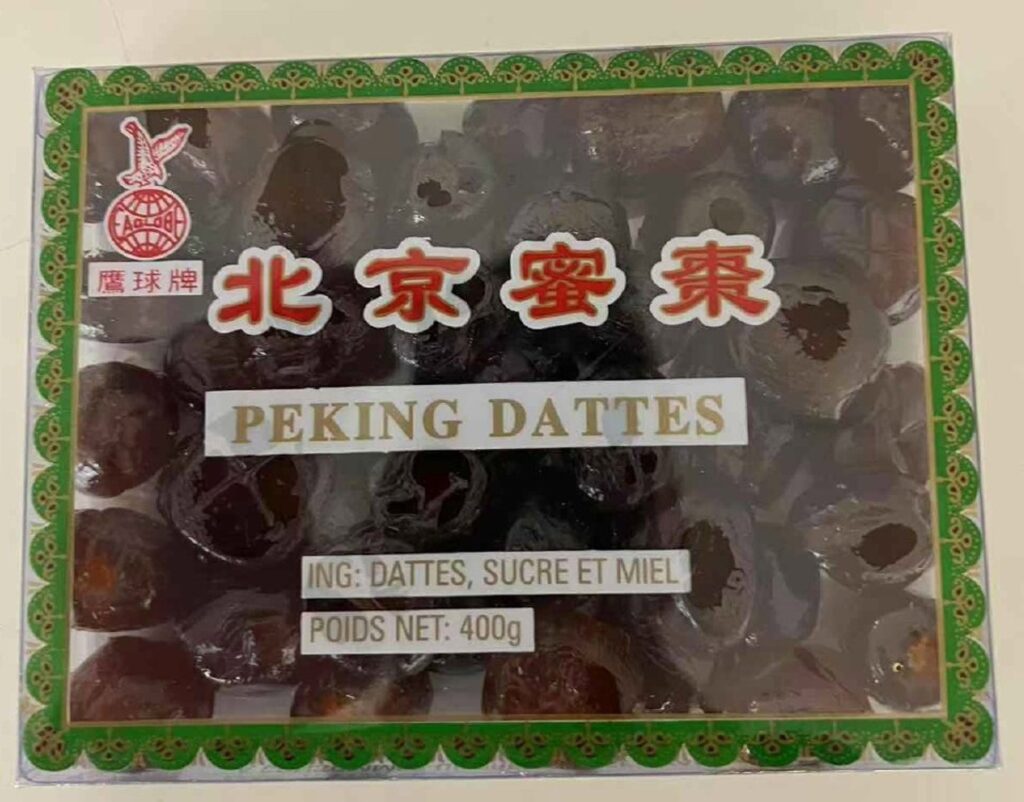 EAGLOBE
鷹球牌
北京蜜棗
PEKING DATTES
ING: DATTES, SUCRE ET MIEL
POIDS NET: 400g